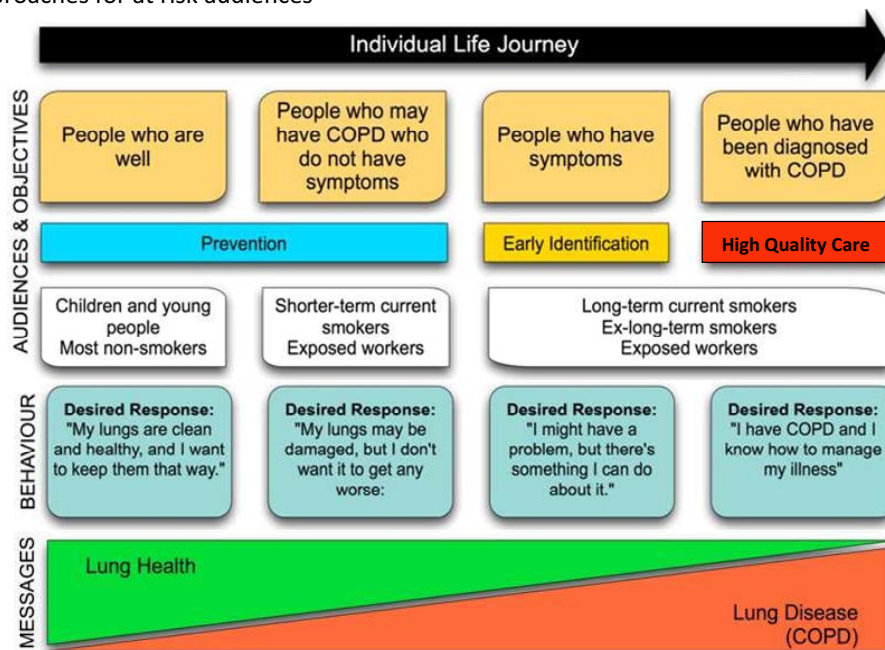 for at risk audiences
Individual Life Journey
AUDIENCES & OBJECTIVES
People who are
well
People who may
have COPD who
do not have
symptoms
People who have
symptoms
People who have
been diagnosed
with COPD
Prevention
Early Identification
High Quality Care
Children and young
people
Most non-smokers
Shorter-term current
smokers
Exposed workers
Long-term current smokers
Ex-long-term smokers
Exposed workers
BEHAVIOUR
Desired Response:
"My lungs are clean
and healthy, and I want
to keep them that way."
Desired Response:
"My lungs may be
damaged, but I don't
want it to get any
worse:
Desired Response:
"I might have a
problem, but there's
something I can do
about it."
Desired Response:
"I have COPD and I
know how to manage
my illness"
MESSAGES
Lung Health
Lung Disease
(COPD)